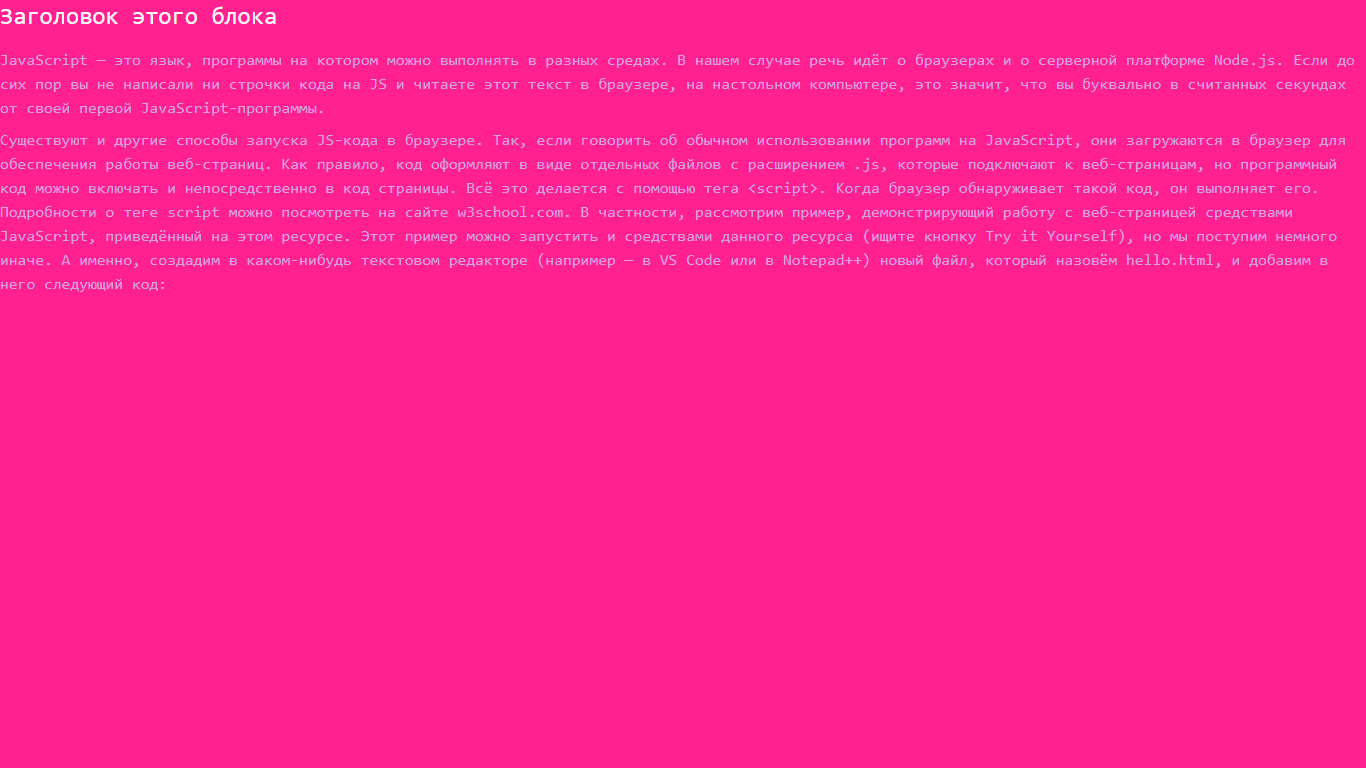 Заголовок этого блока
JavaScript — это язык, программы на котором можно выполнять в разных средах. В нашем случае речь идёт о браузерах и о серверной платформе Node.js. Если до
сих пор вы не написали ни строчки кода на JS и читаете этот текст в браузере, на настольном компьютере, это значит, что вы буквально в считанных секундах
от своей первой JavaScript-программы.
Существуют и другие способы запуска JS-кода в браузере. Так, если говорить об обычном использовании программ на JavaScript, они загружаются в браузер для
обеспечения работы веб-страниц. Как правило, код оформляют в виде отдельных файлов с расширением .js, которые подключают к веб-страницам, но программный
код можно включать и непосредственно в код страницы. Всё это делается с помощью тега <script>. Когда браузер обнаруживает такой код, он выполняет его.
Подробности о теге script можно посмотреть на сайте w3school.com. В частности, рассмотрим пример, демонстрирующий работу с веб-страницей средствами
JavaScript, приведённый на этом ресурсе. Этот пример можно запустить и средствами данного ресурса (ищите кнопку Try it Yourself), но мы поступим немного
иначе. А именно, создадим в каком-нибудь текстовом редакторе (например — в VS Code или в Notepad++) новый файл, который назовём hello.html, и добавим в
него следующий код: